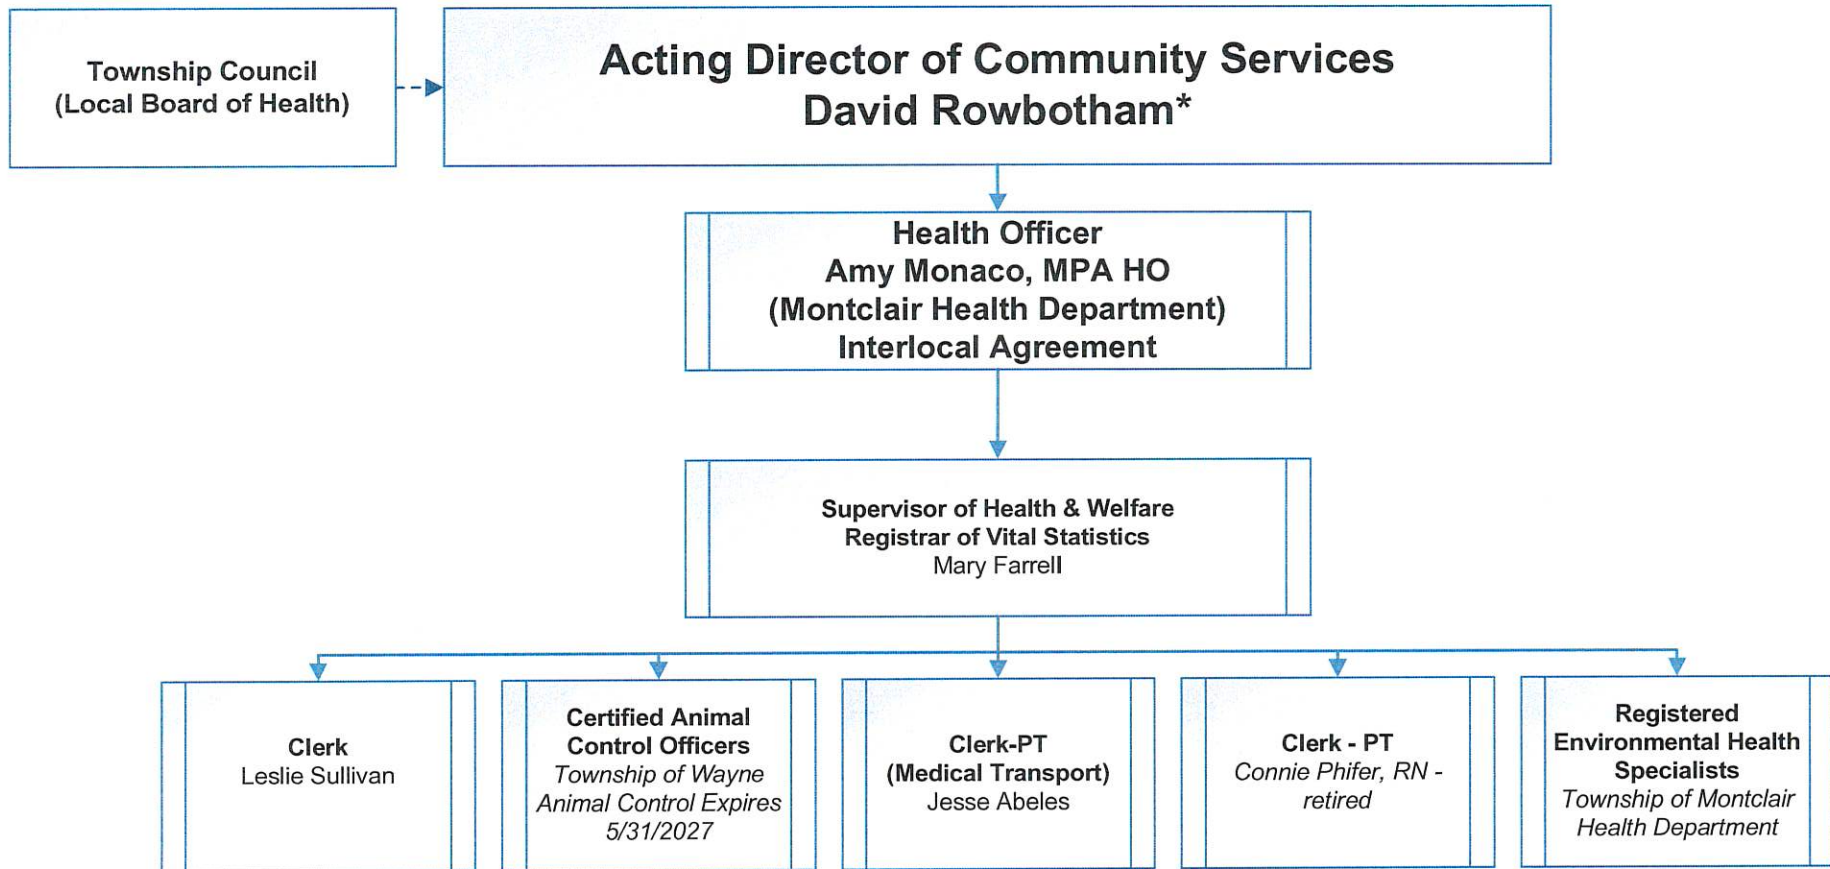 Township Council
(Local Board of Health)
Acting Director of Community Services
David Rowbotham*
Health Officer
Amy Monaco, MPA HO
(Montclair Health Department)
Interlocal Agreement
Supervisor of Health & Welfare
Registrar of Vital Statistics
Mary Farrell
Clerk
Leslie Sullivan
Certified Animal
Control Officers
Township of Wayne
Animal Control Expires
5/31/2027
Clerk-PT
(Medical Transport)
Jesse Abeles
Clerk - PT
Connie Phifer, RN -
retired
Registered
Environmental Health
Specialists
Township of Montclair
Health Department